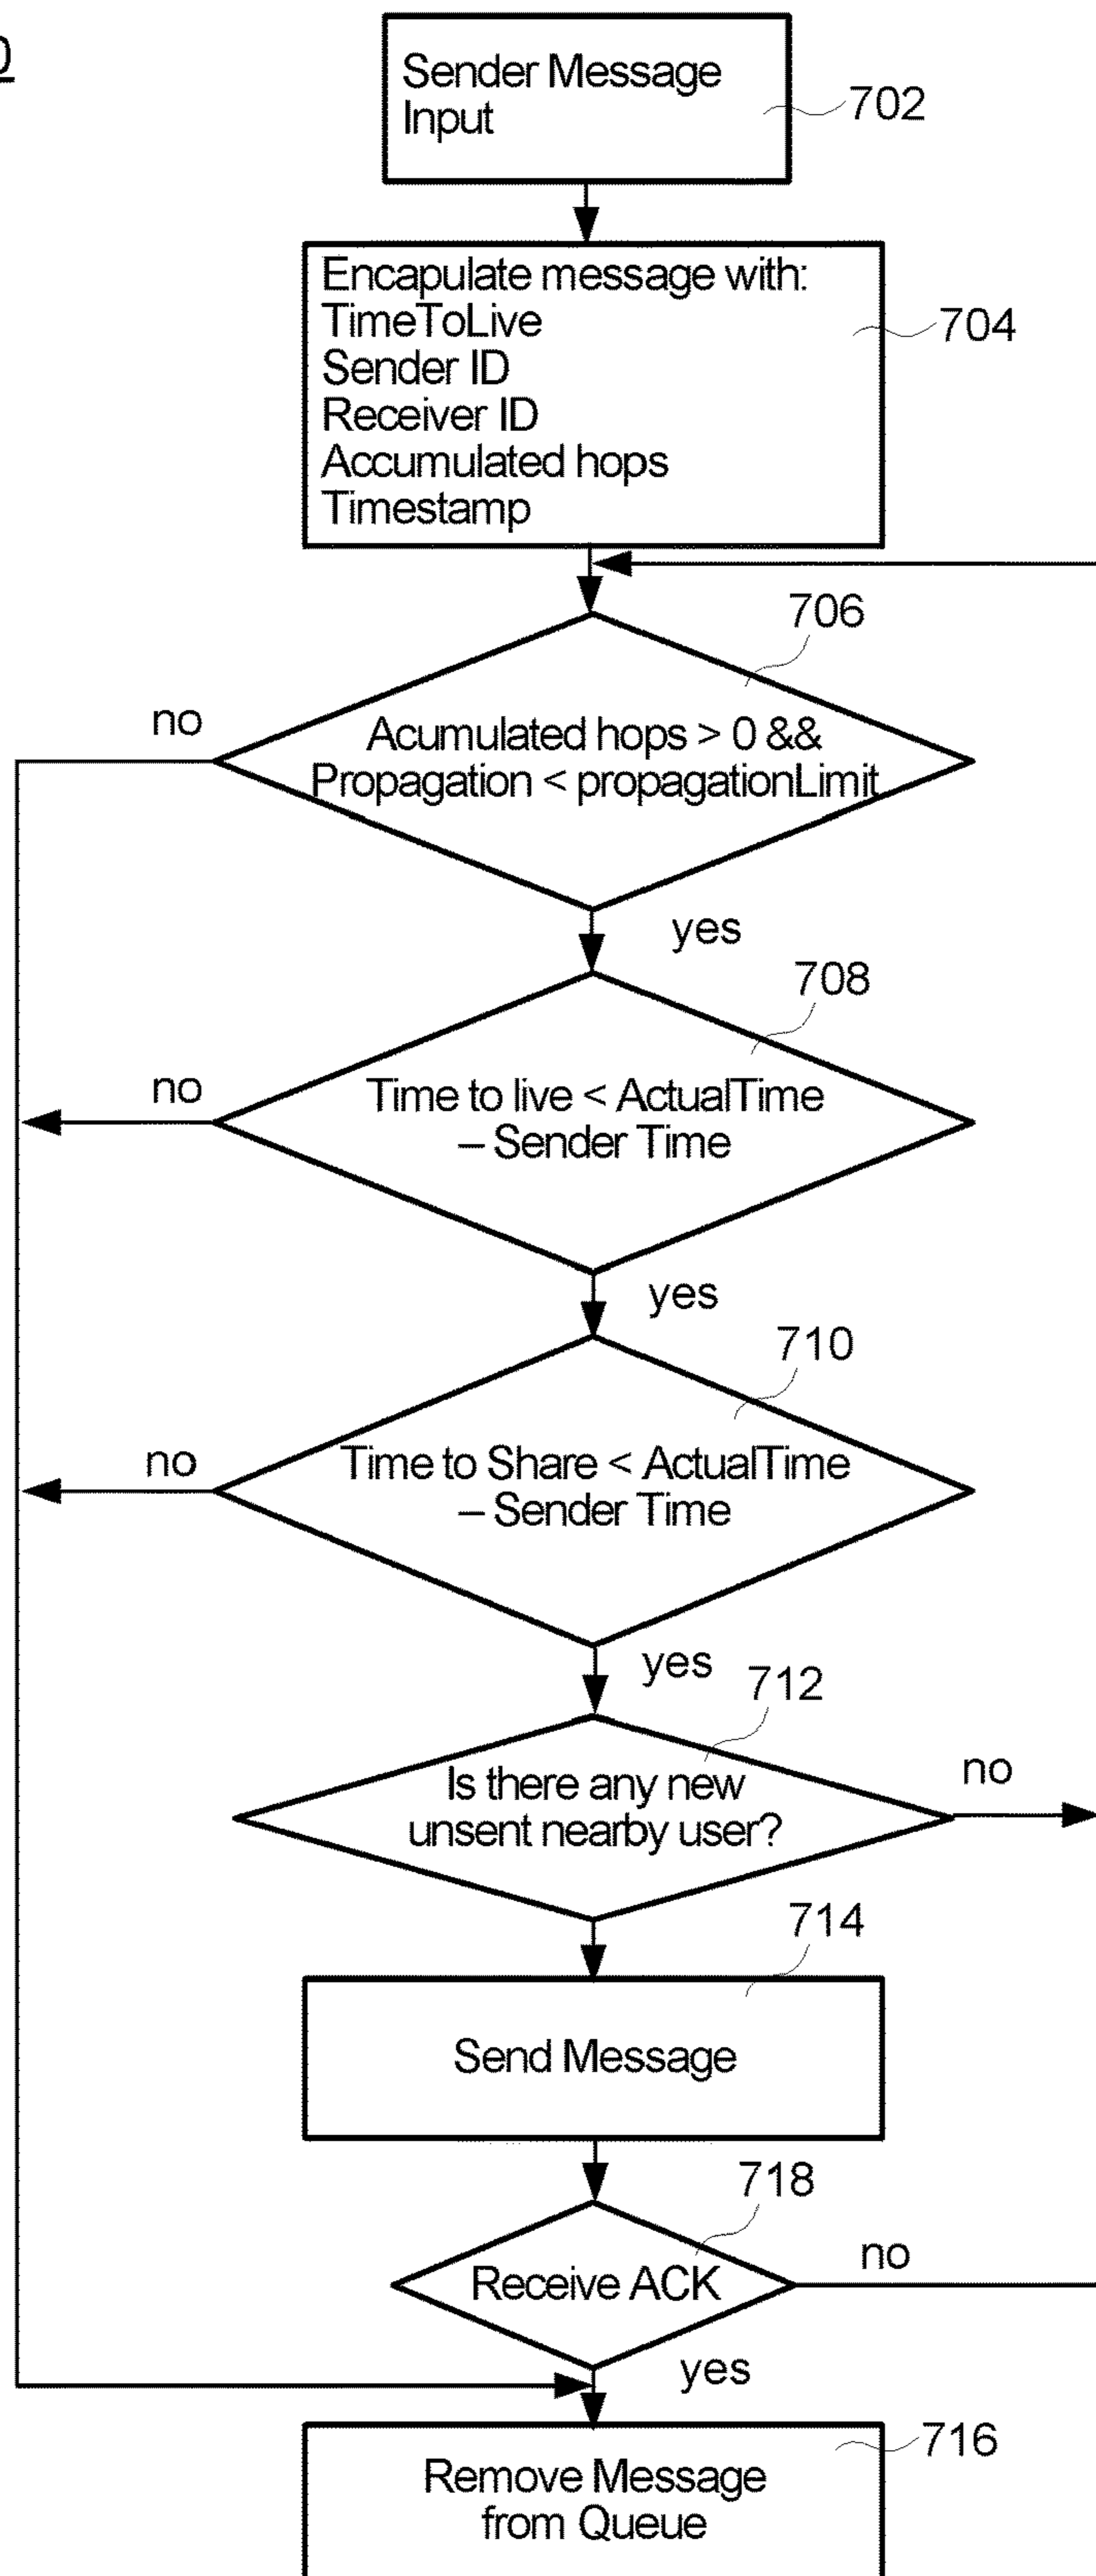 Sender Message
Input
702
Encapulate message with:
TimeToLive
Sender ID
Receiver ID
Accumulated hops
Timestamp
704
706
no
Acumulated hops > 0 &&
Propagation < propagationLimit
yes
708
no
Time to live < ActualTime
– Sender Time
yes
710
no
Time to Share < ActualTime
– Sender Time
yes
712
Is there any new
unsent nearby user?
no
714
Send Message
718
Receive ACK
no
yes
716
Remove Message
from Queue